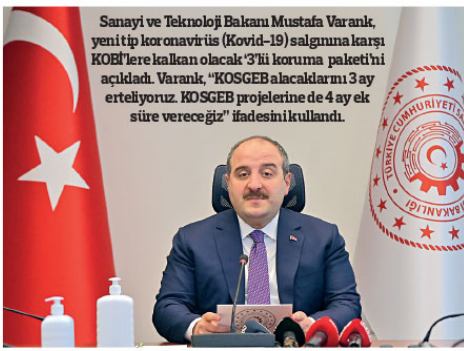 Sanayi ve Teknoloji Bakanı Mustafa Varank,
yeni tip koronavirüs (Kovid-19) salgınına karşı
KOBİ'lere kalkan olacak '3'lü koruma paketi'ni
açıkladı. Varank, "KOSGEB alacaklarını 3 ay
erteliyoruz. KOSGEB projelerine de 4 ay ek
süre vereceğiz" ifadesini kullandı.
TÜRKİYE CUMHURİYETİ S
BAKANLIĞI